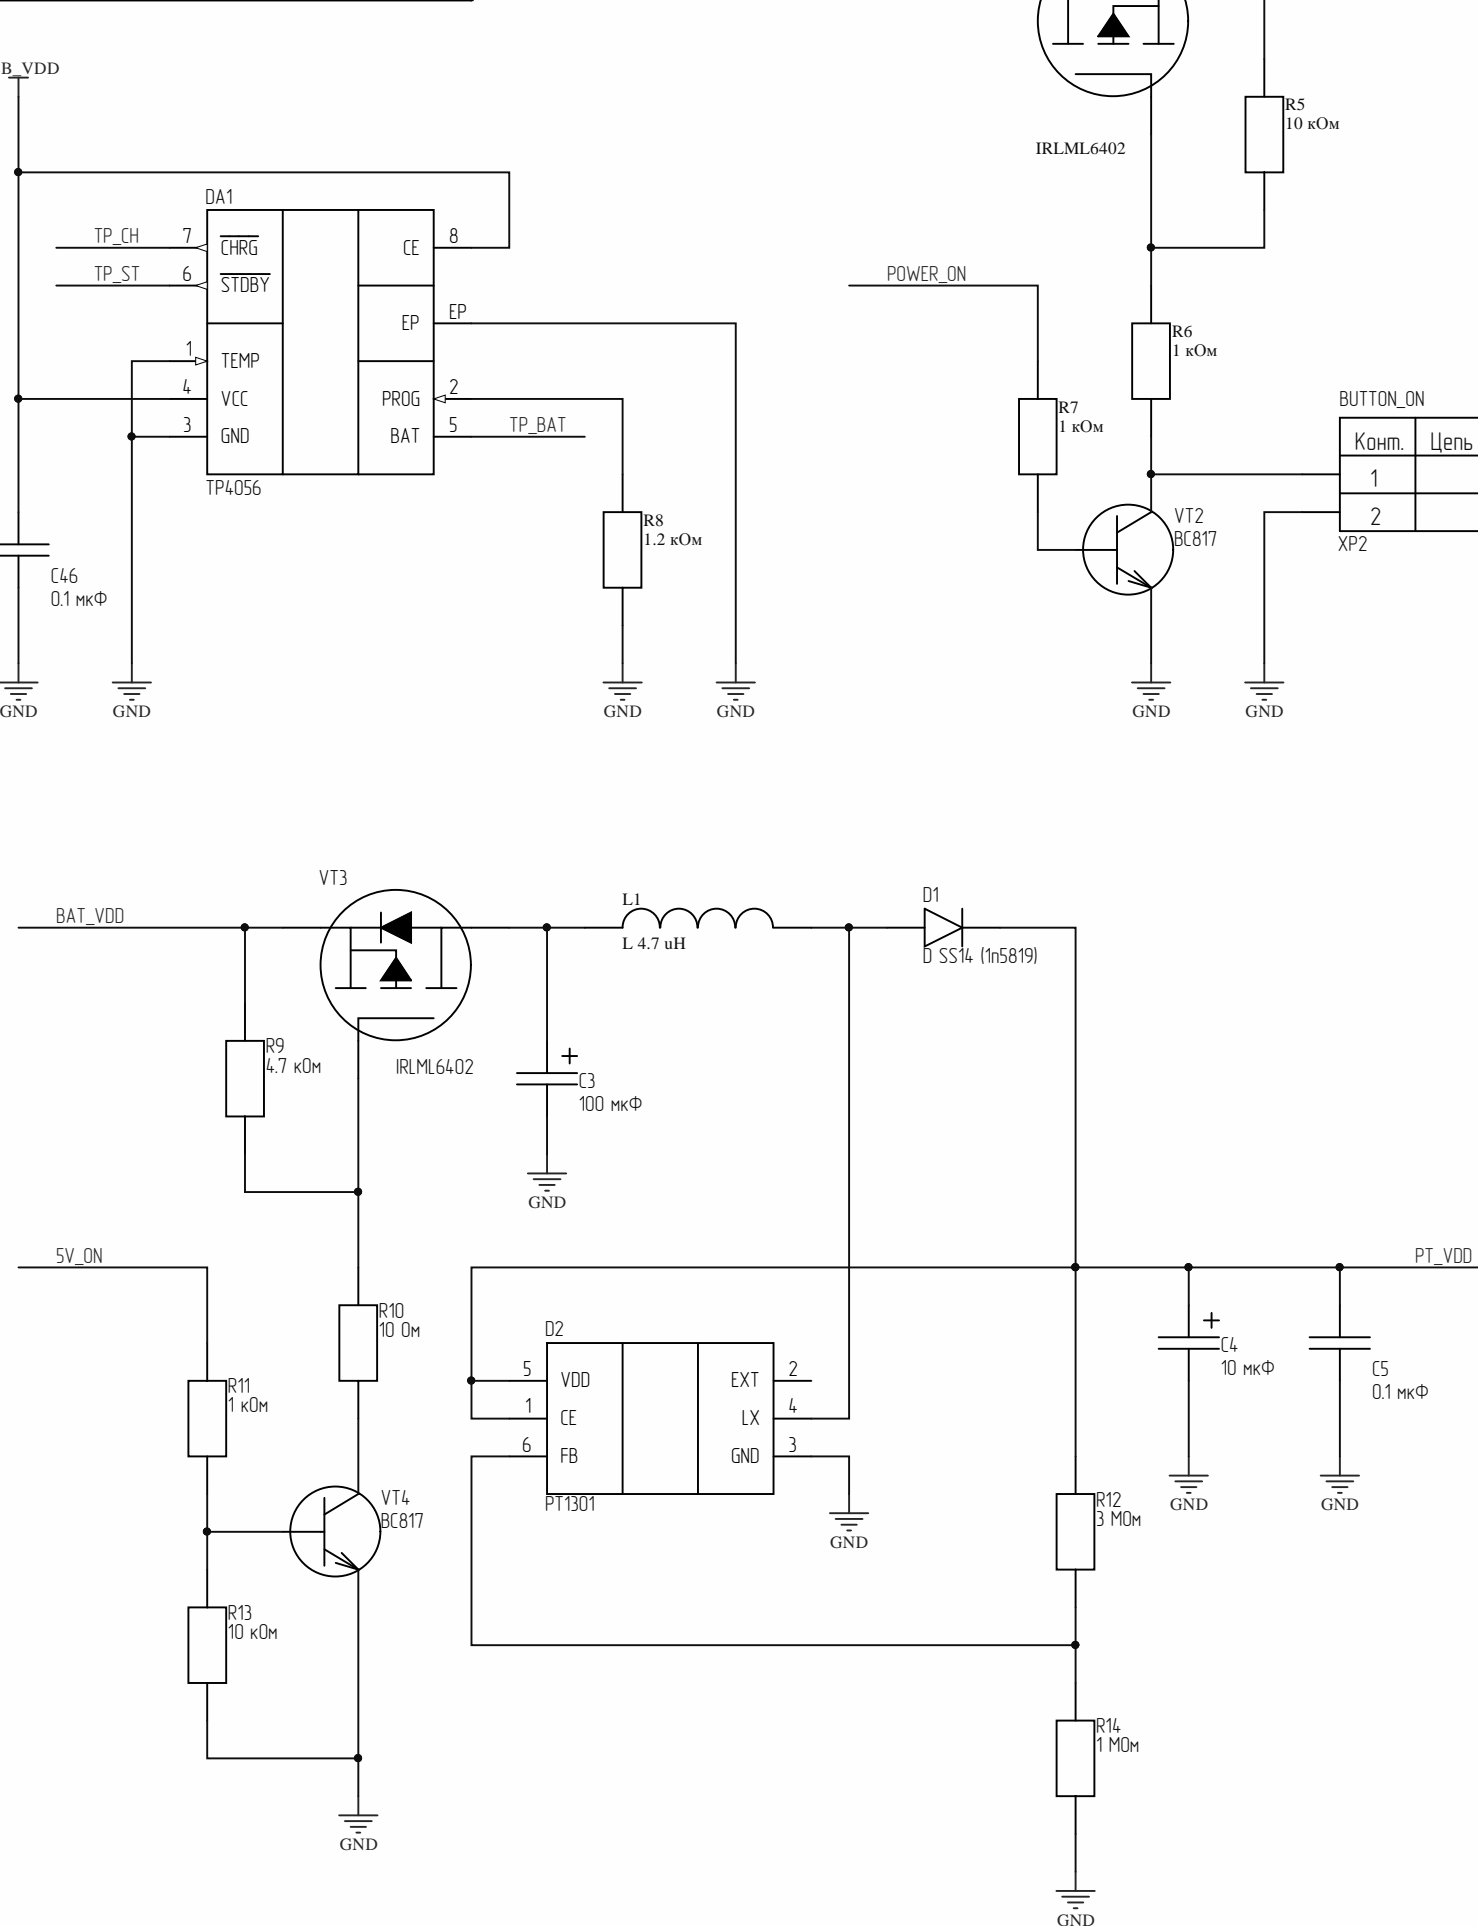 B_VDD
R5
10 кОм
IRLML6402
DA1
TP_CH
7
CHRG
CE
8
TP_ST
6
STDBY
EP
EP
1
TEMP
4
VCC
PROG
2
3
GND
BAT
5
TP_BAT
TP4056
R8
1.2 кОм
C46
0.1 мкФ
GND
GND
GND
GND
POWER_ON
R6
1 кОм
R7
1 кОм
BUTTON_ON
Конт.
Цепь
1
2
XP2
VT2
BC817
GND
GND
VT3
BAT_VDD
L1
L 4.7 uH
D1
D SS14 (1n5819)
R9
4.7 кОм
IRLML6402
+
C3
100 мкФ
GND
5V_ON
PT_VDD
R10
10 Ом
D2
5
VDD
EXT
2
1
CE
LX
4
6
FB
GND
3
PT1301
GND
+
C4
10 мкФ
C5
0.1 мкФ
GND
GND
R11
1 кОм
VT4
BC817
R12
3 МОм
R13
10 кОм
R14
1 МОм
GND
GND